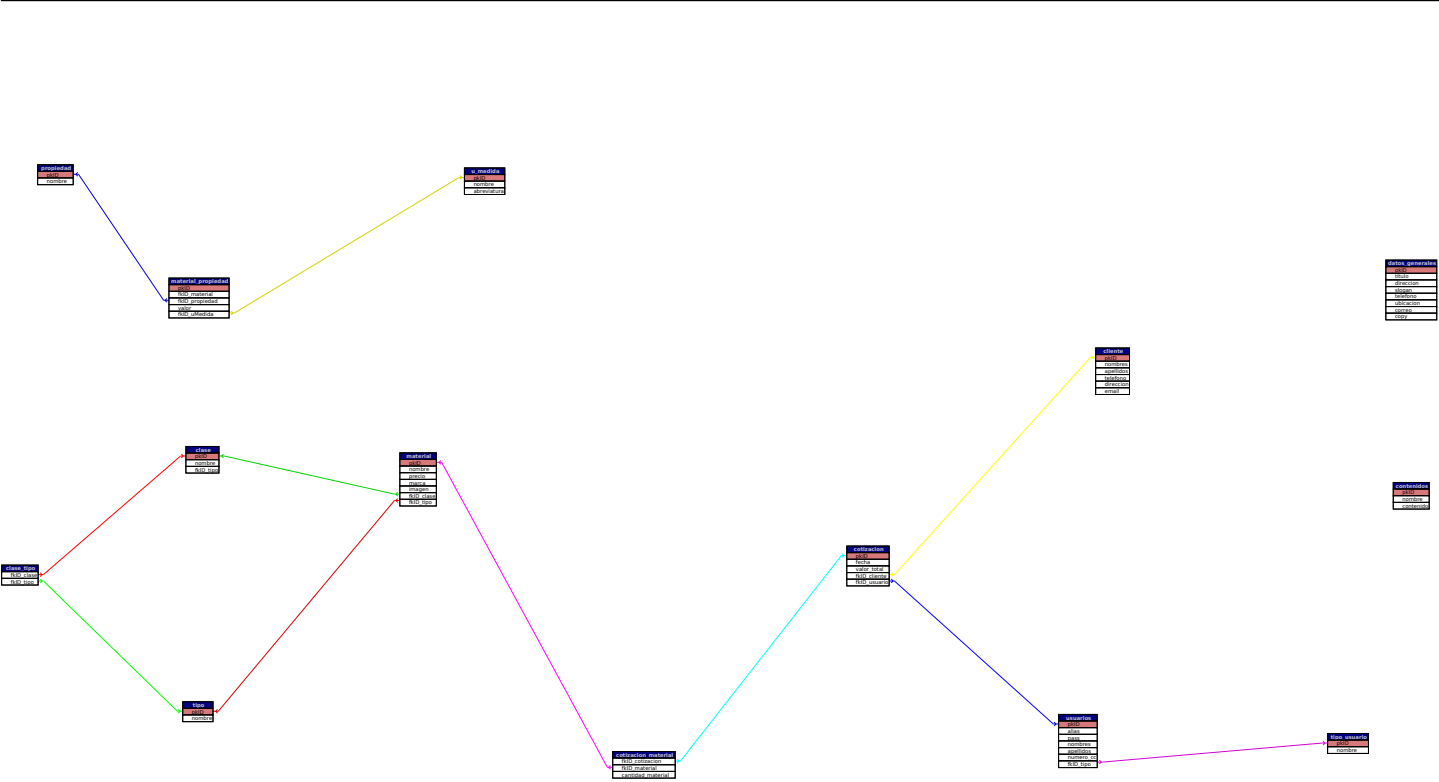 propiedad
pkID
nombre
u_medida
pkID
nombre
abreviatura
material_propiedad
pkID
fkID_material
fkID_propiedad
valor
fkID_uMedida
datos_generales
pkID
titulo
direccion
slogan
telefono
ubicacion
correo
copy
cliente
pkID
nombres
apellidos
telefono
direccion
email
clase
pkID
nombre
fkID_tipo
material
pkID
nombre
precio
marca
imagen
fkID_clase
fkID_tipo
contenidos
pkID
nombre
contenido
cotizacion
pkID
fecha
valor_total
fkID_cliente
fkID_usuario
clase_tipo
fkID_clase
fkID_tipo
tipo
pkID
nombre
usuarios
pkID
alias
pass
nombres
apellidos
numero_cc
fkID_tipo
tipo_usuario
pkID
nombre
cotizacion_material
fkID_cotizacion
fkID_material
cantidad_material